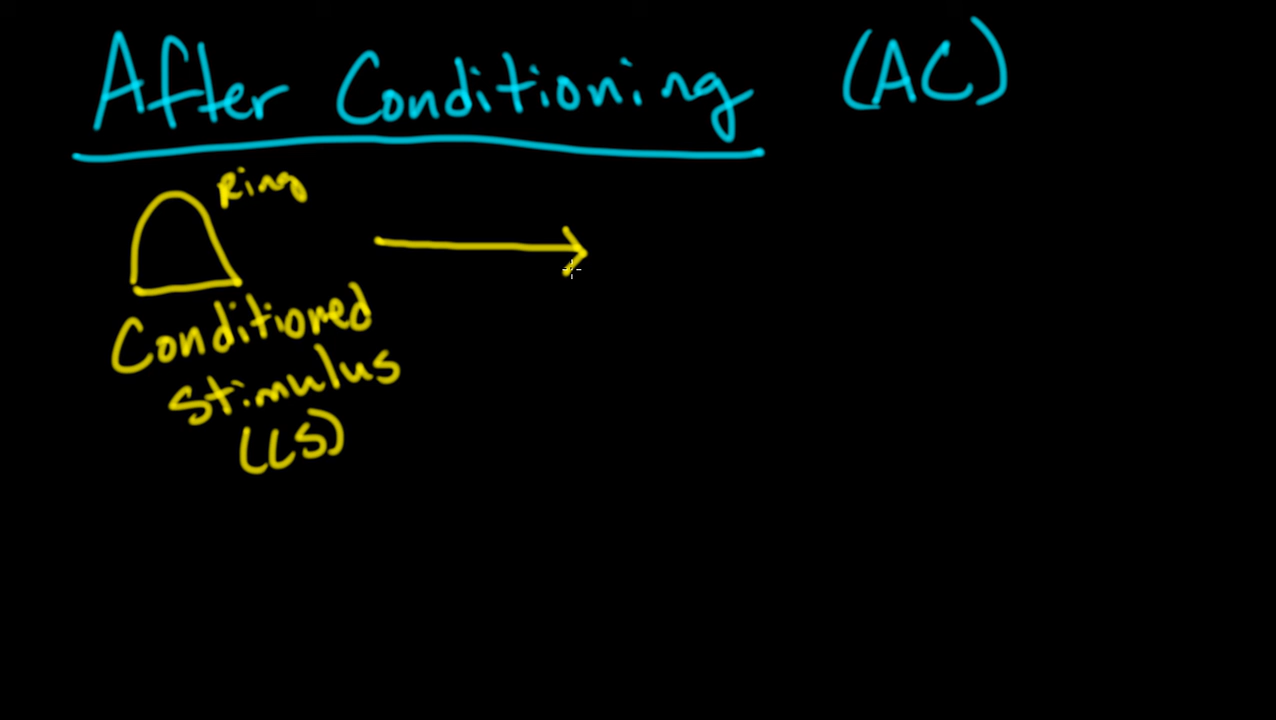 After Conditioning (AC)
Ring
Conditioned
Stimulus
(CS)